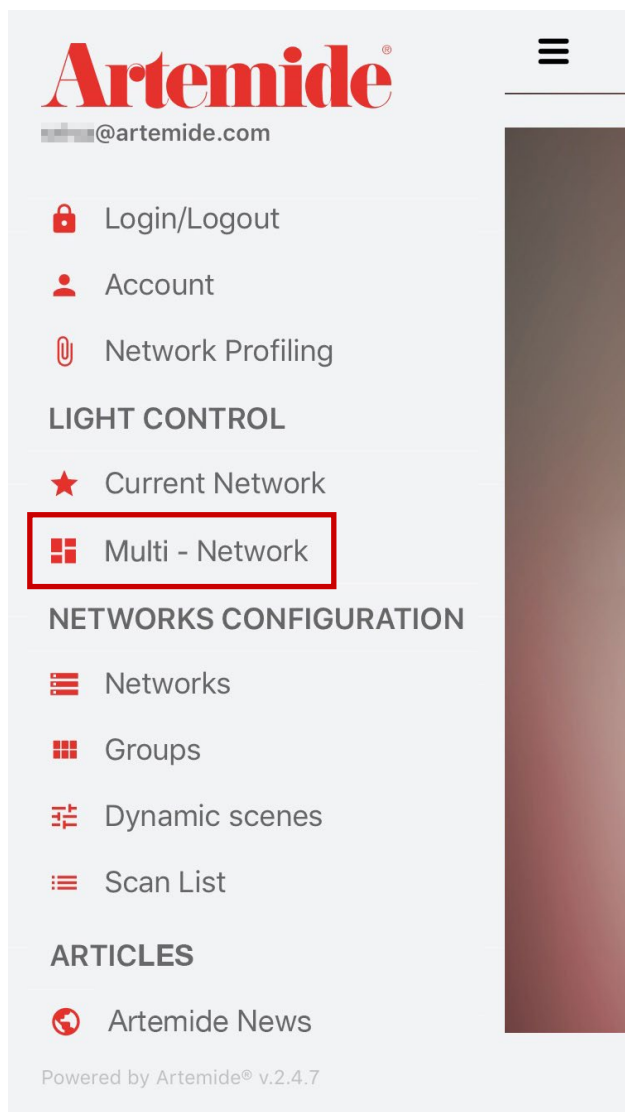 Artemide®
@artemide.com
Login/Logout
Account
Network Profiling
LIGHT CONTROL
Current Network
Multi - Network
NETWORKS CONFIGURATION
Networks
Groups
Dynamic scenes
Scan List
ARTICLES
Artemide News
Powered by Artemide® v.2.4.7